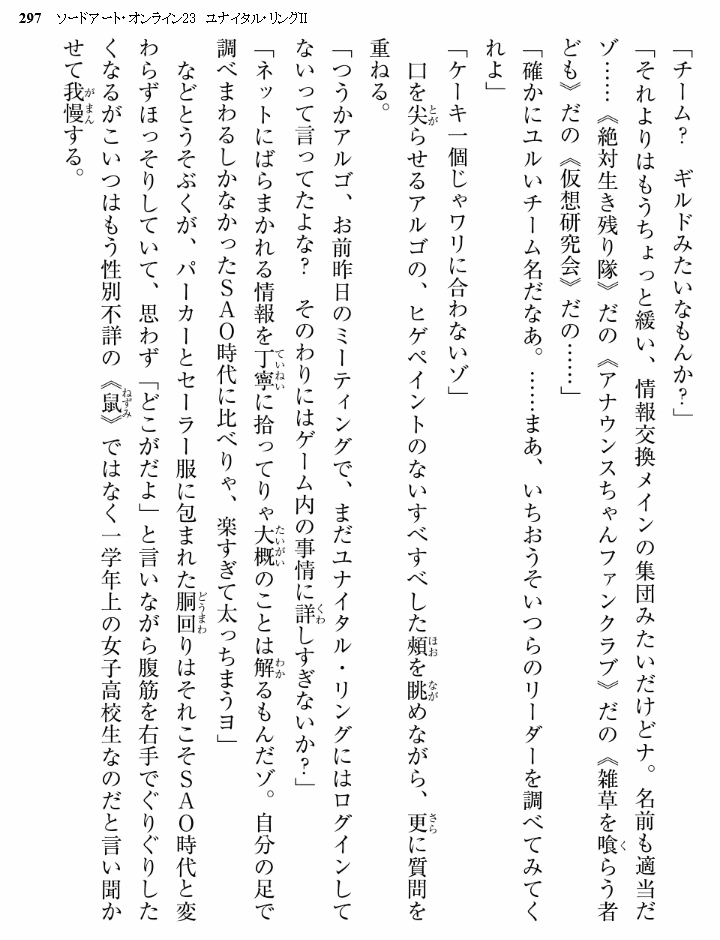 297　ソードアート・オンライン23　ユナイタル・リングⅡ
「チーム？　ギルドみたいなもんか？」
「それよりはもうちょっと緩い、情報交換メインの集団みたいだけどナ。名前も適当だ
ゾ……《絶対生き残り隊》だの《アナウンスちゃんファンクラブ》だの《雑草を喰らう者
ども》だの《仮想研究会》だの……」
「確かにユルいチーム名だなあ。……まあ、いちおうそいつらのリーダーを調べてみてく
れよ」
「ケーキ一個じゃワリに合わないゾ」
　口を尖らせるアルゴの、ヒゲペイントのないすべすべした頰を眺めながら、更に質問を
重ねる。
「つうかアルゴ、お前昨日のミーティングで、まだユナイタル・リングにはログインして
ないって言ってたよな？　そのわりにはゲーム内の事情に詳しすぎないか？」
「ネットにばらまかれる情報を丁寧に拾ってりゃ大概のことは解るもんだゾ。自分の足で
調べまわるしかなかったＳＡＯ時代に比べりゃ、楽すぎて太っちまうヨ」
　などとうそぶくが、パーカーとセーラー服に包まれた胴回りはそれこそＳＡＯ時代と変
わらずほっそりしていて、思わず「どこがだよ」と言いながら腹筋を右手でぐりぐりした
くなるがこいつはもう性別不詳の《鼠》ではなく一学年上の女子高校生なのだと言い聞か
せて我慢する。